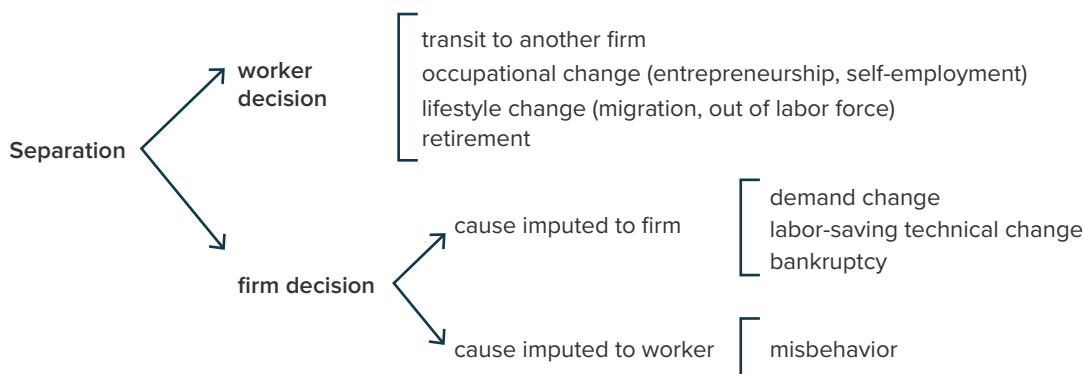 Separation
worker
decision
transit to another firm
occupational change (entrepreneurship, self-employment)
lifestyle change (migration, out of labor force)
retirement
firm decision
cause imputed to firm
demand change
labor-saving technical change
bankruptcy
cause imputed to worker
misbehavior